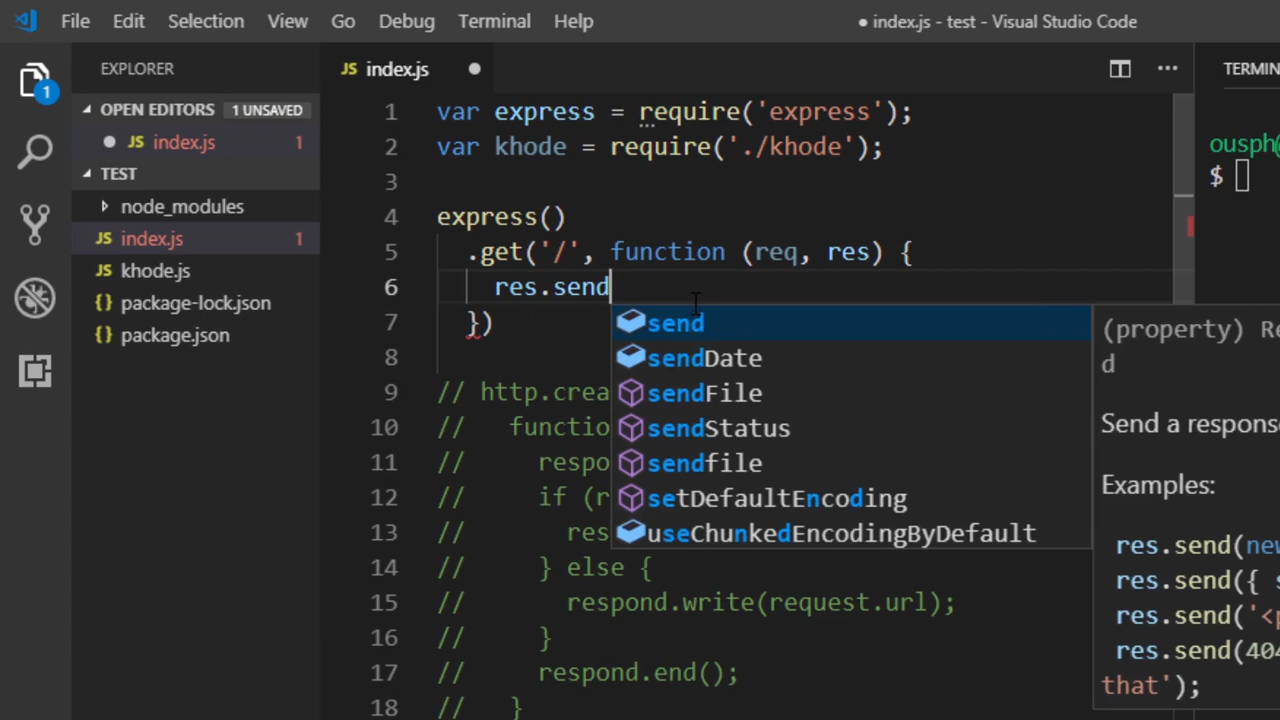 File Edit Selection View Go Debug Terminal Help
● index.js - test - Visual Studio Code
EXPLORER
OPEN EDITORS 1 UNSAVED
JS index.js 1
TEST
node_modules
JS index.js 1
JS khode.js
{} package-lock.json
{} package.json
1
JS index.js
1 var express = require('express');
2 var khode = require('./khode');
3
4 express()
5 .get('/', function (req, res) {
6 res.send
7 })
8
9 // http.crea
10 // functio
11 // respo
12 // if (r
13 // res
14 // } else {
15 // respond.write(request.url);
16 // }
17 // respond.end();
18 // }
send
sendDate
sendFile
sendStatus
sendfile
setDefaultEncoding
useChunkedEncodingByDefault
(property) Re
d
Send a response
Examples:
res.send(new
res.send({ s
res.send('<p
res.send(404
that');
TERMIN
ousph@
$